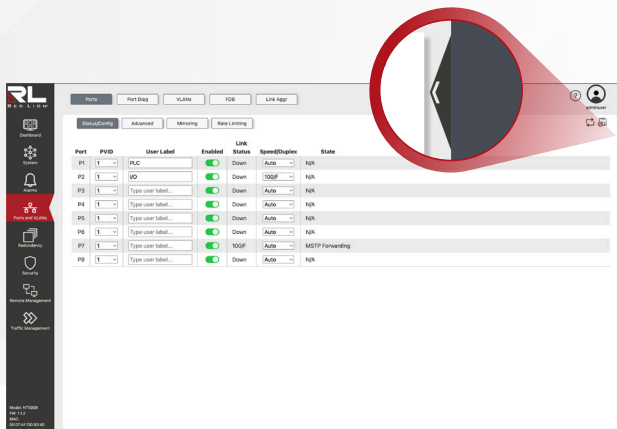 RL
RED LION
Dashboard
System
Alarms
Ports and VLANs
Redundancy
Security
Remote Management
Traffic Management
Model: NT5008
FW: 1.1.2
MAC:
00:07:AF:D0:93:40
adminuser
Ports Port Diag VLANs FDB Link Aggr
Status/Config Advanced Mirroring Rate Limiting
Port PVID User Label Enabled Link Status Speed/Duplex State
P1 1 PLC Down Auto N/A
P2 1 I/O Down 100/F N/A
P3 1 Type user label... Down Auto N/A
P4 1 Type user label... Down Auto N/A
P5 1 Type user label... Down Auto N/A
P6 1 Type user label... Down Auto N/A
P7 1 Type user label... 100/F Auto MSTP Forwarding
P8 1 Type user label... Down Auto N/A